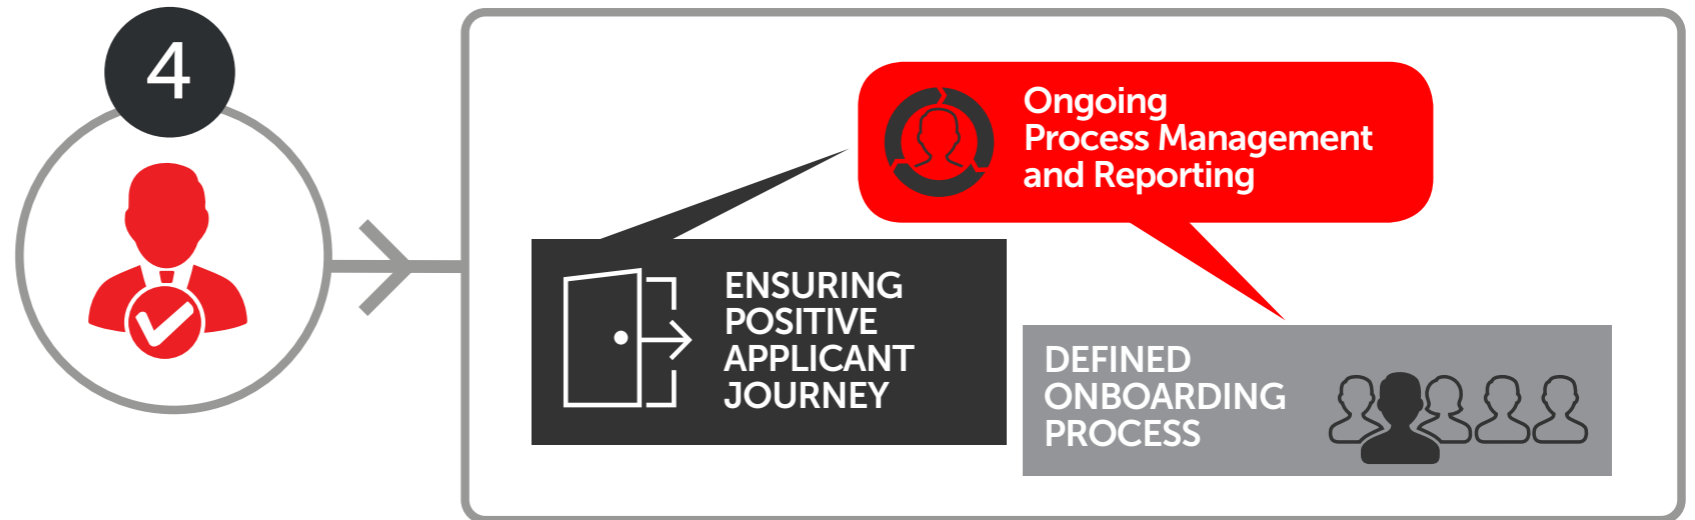 4
Ongoing
Process Management
and Reporting
ENSURING
POSITIVE
APPLICANT
JOURNEY
DEFINED
ONBOARDING
PROCESS